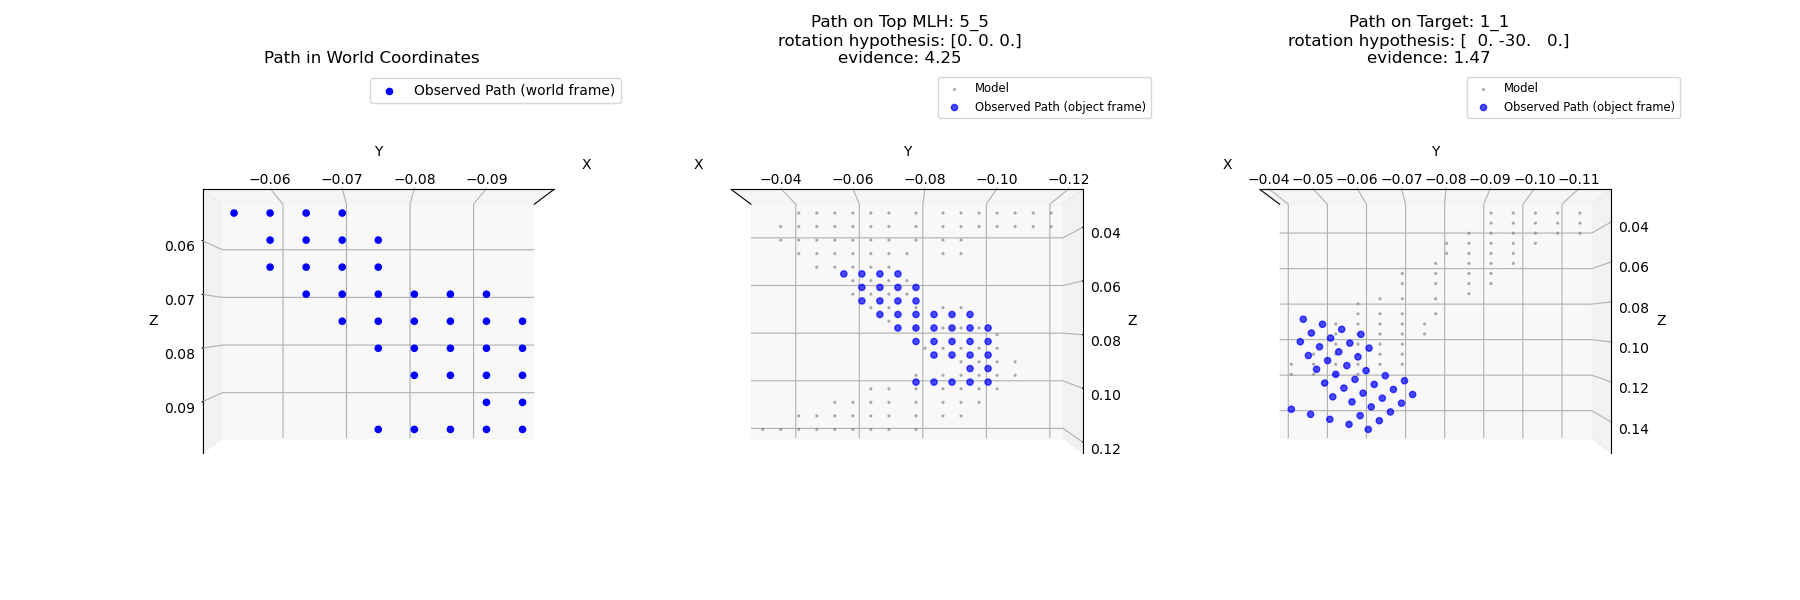 Path in World Coordinates
Observed Path (world frame)
Y
X
−0.06 −0.07 −0.08 −0.09
0.06
0.07
Z
0.08
0.09
Path on Top MLH: 5_5
rotation hypothesis: [0. 0. 0.]
evidence: 4.25
Model
Observed Path (object frame)
Y
X
−0.04 −0.06 −0.08 −0.10 −0.12
0.04
0.06
Z
0.08
0.10
0.12
Path on Target: 1_1
rotation hypothesis: [  0. -30.   0.]
evidence: 1.47
Model
Observed Path (object frame)
Y
X
−0.04 −0.05 −0.06 −0.07 −0.08 −0.09 −0.10 −0.11
0.04
0.06
0.08
Z
0.10
0.12
0.14